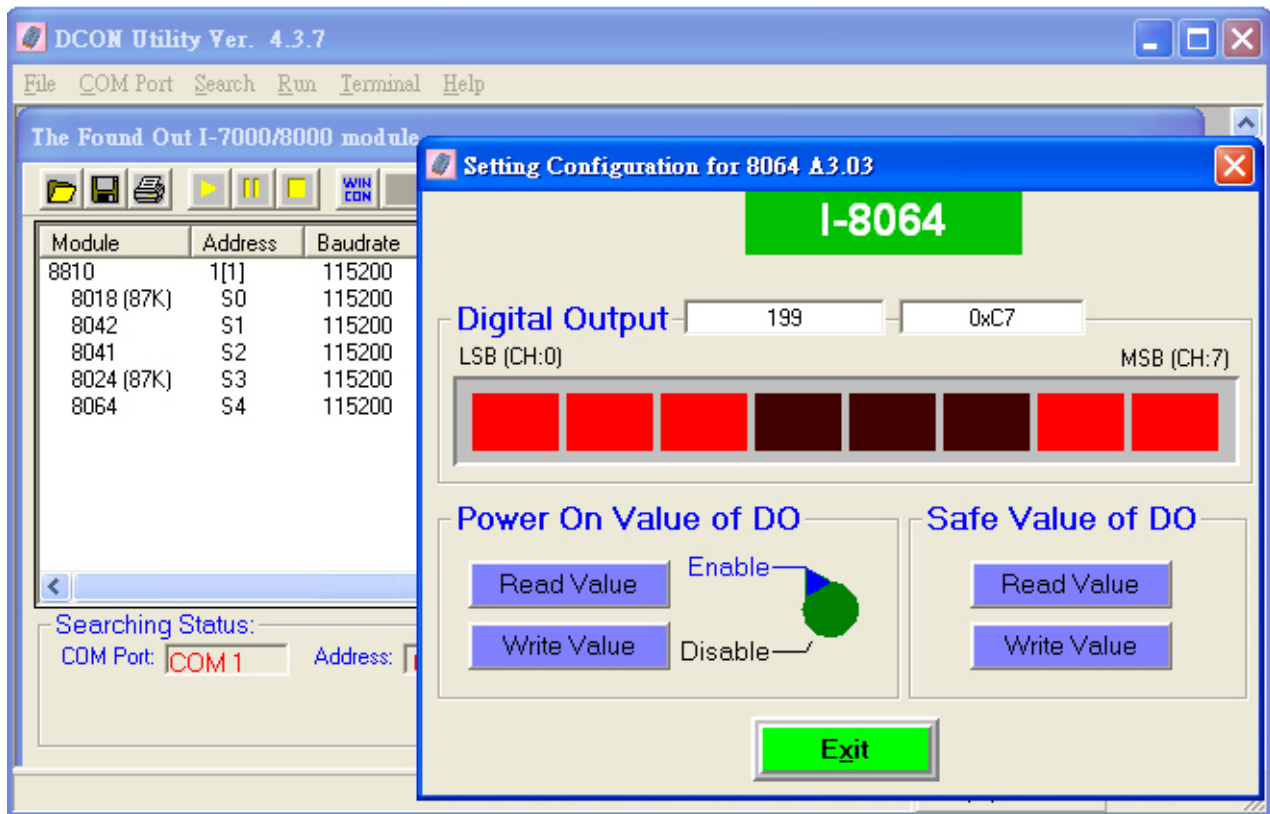 DCON Utility Ver. 4.3.7
File COM Port Search Run Terminal Help
The Found Out I-7000/8000 module
WIN CON
Module Address Baudrate
8810 1[1] 115200
8018 (87K) S0 115200
8042 S1 115200
8041 S2 115200
8024 (87K) S3 115200
8064 S4 115200
Searching Status:
COM Port: COM 1 Address:
Setting Configuration for 8064 A3.03
I-8064
Digital Output 199 0xC7
LSB (CH:0) MSB (CH:7)
Power On Value of DO
Read Value Enable
Write Value Disable
Safe Value of DO
Read Value
Write Value
Exit